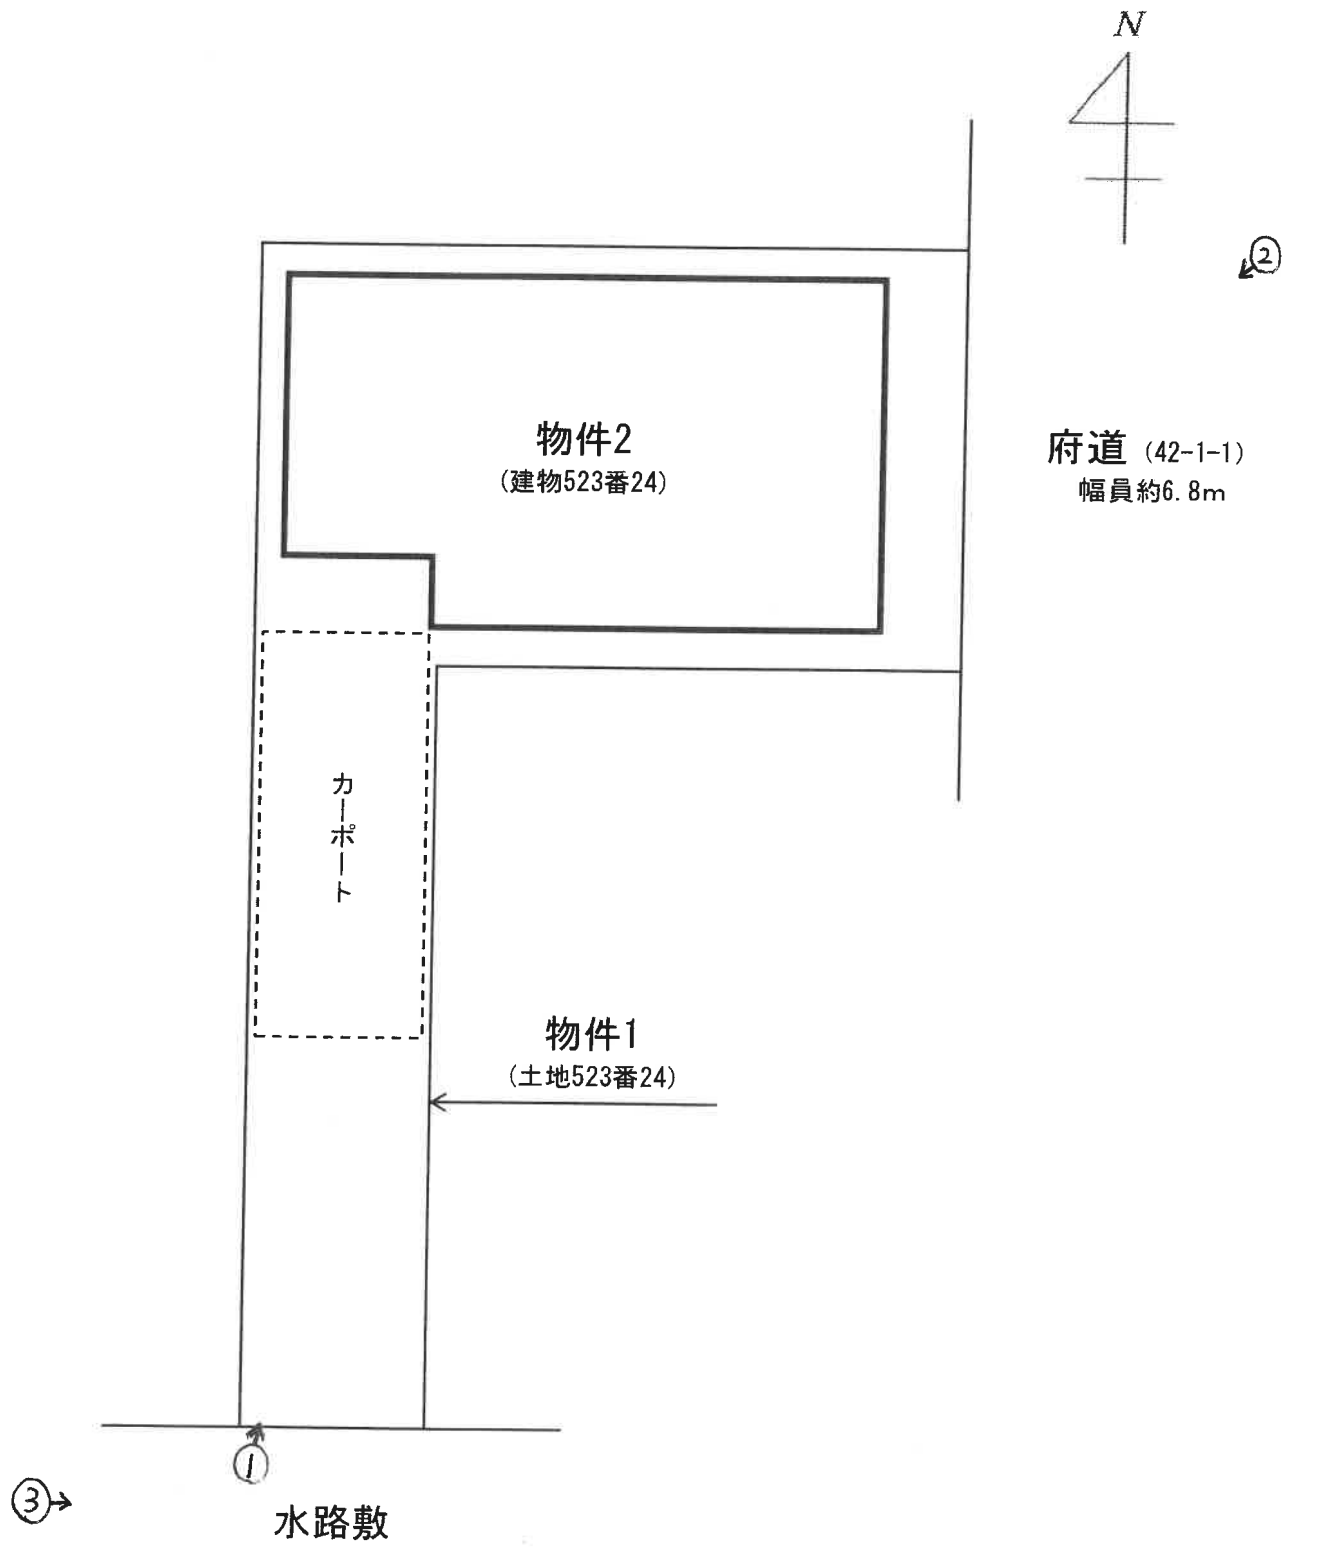 N
②
物件2
(建物523番24)
府道 (42-1-1)
幅員約6.8m
カーポート
物件1
(土地523番24)
①
③
水路敷